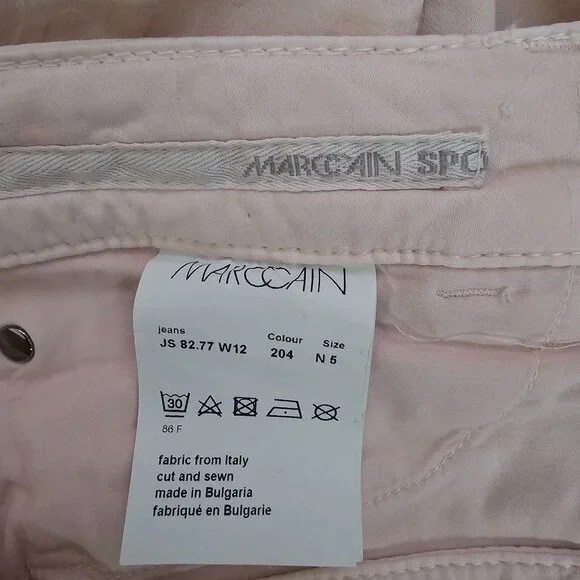 MARCCAIN SPO
MARCCAIN
jeans Colour Size
JS 82.77 W12 204 N 5
30
86 F
fabric from Italy
cut and sewn
made in Bulgaria
fabriqué en Bulgarie